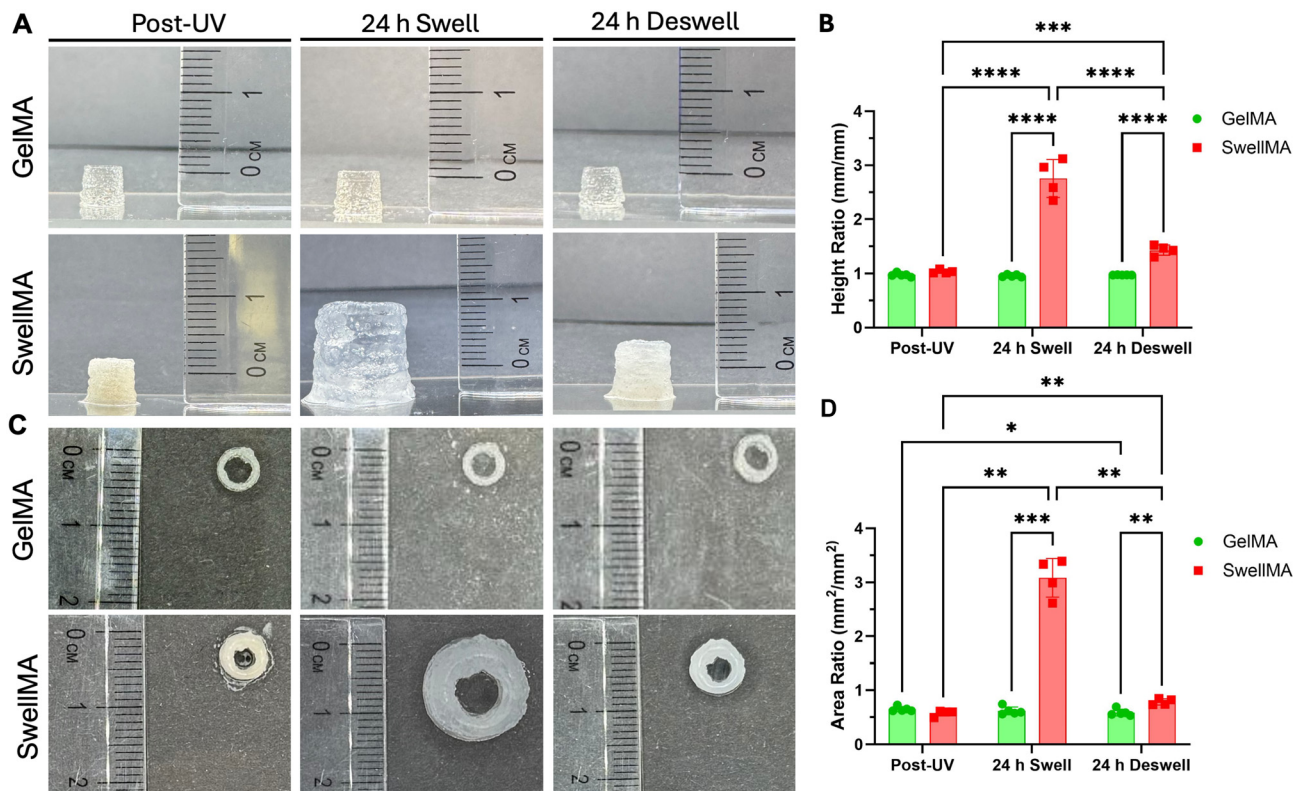 A
Post-UV
24 h Swell
24 h Deswell
GelMA
1
0 CM
1
0 CM
1
0 CM
SwellMA
1
0 CM
1
0 CM
1
0 CM
B
***
****
****
****
****
GelMA
SwellMA
Height Ratio (mm/mm)
4
3
2
1
0
Post-UV
24 h Swell
24 h Deswell
C
GelMA
0 CM
1
2
0 CM
1
2
0 CM
1
2
SwellMA
0 CM
1
2
0 CM
1
2
0 CM
1
2
D
**
*
**
**
***
**
GelMA
SwellMA
Area Ratio (mm²/mm²)
4
3
2
1
0
Post-UV
24 h Swell
24 h Deswell